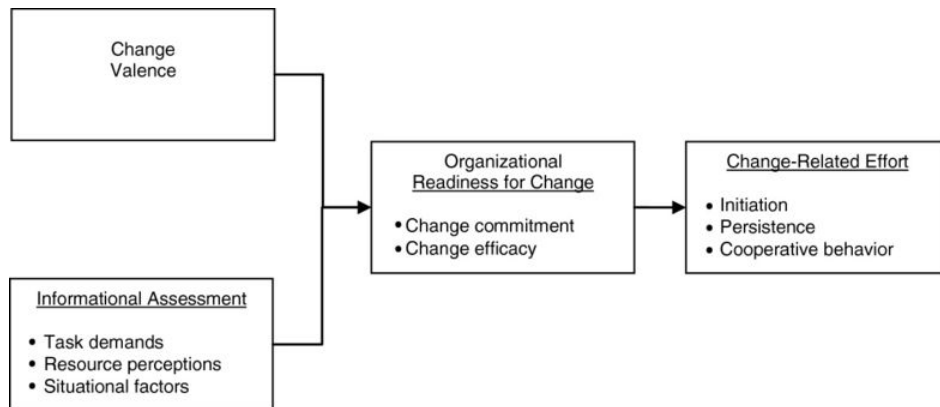 Change
Valence
Organizational
Readiness for Change
• Change commitment
• Change efficacy
Change-Related Effort
• Initiation
• Persistence
• Cooperative behavior
Informational Assessment
• Task demands
• Resource perceptions
• Situational factors